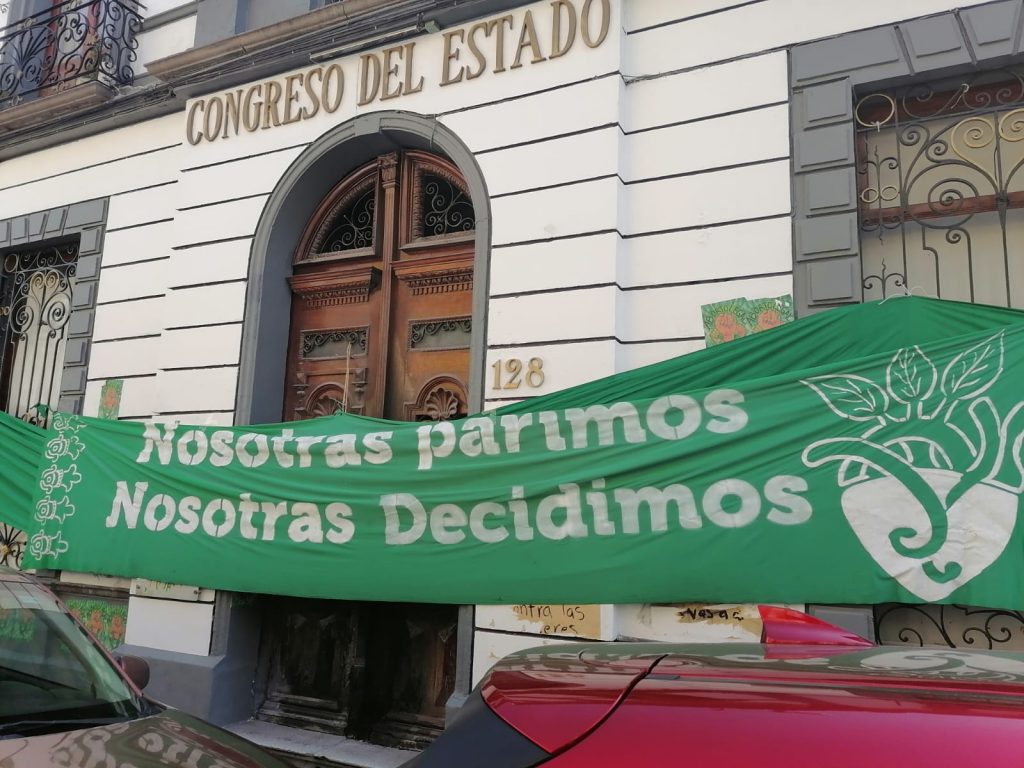 CONGRESO DEL ESTADO
128
Nosotras parimos
Nosotras Decidimos